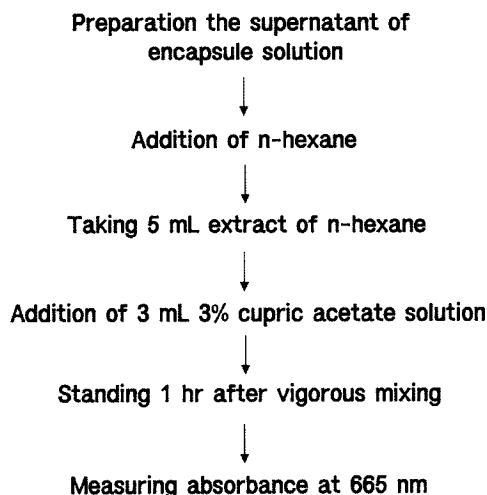 Preparation the supernatant of
encapsule solution
Addition of n-hexane
Taking 5 mL extract of n-hexane
Addition of 3 mL 3% cupric acetate solution
Standing 1 hr after vigorous mixing
Measuring absorbance at 665 nm